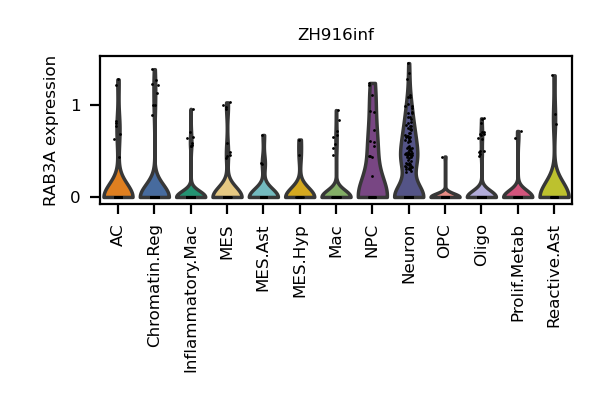 ZH916inf
RAB3A expression
1
0
AC
Chromatin.Reg
Inflammatory.Mac
MES
MES.Ast
MES.Hyp
Mac
NPC
Neuron
OPC
Oligo
Prolif.Metab
Reactive.Ast